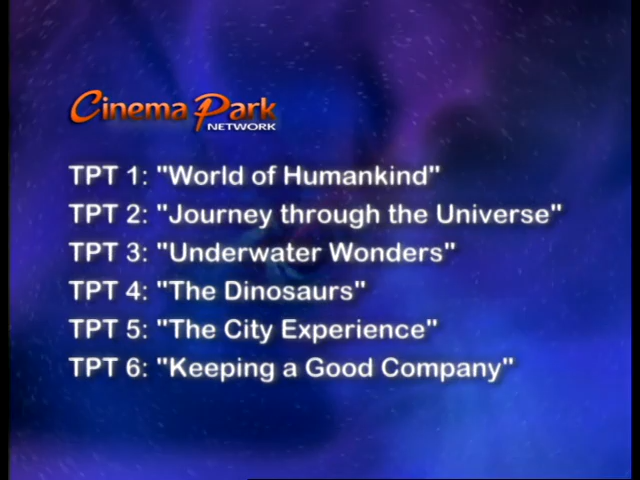 Cinema Park
NETWORK
TPT 1: "World of Humankind"
TPT 2: "Journey through the Universe"
TPT 3: "Underwater Wonders"
TPT 4: "The Dinosaurs"
TPT 5: "The City Experience"
TPT 6: "Keeping a Good Company"